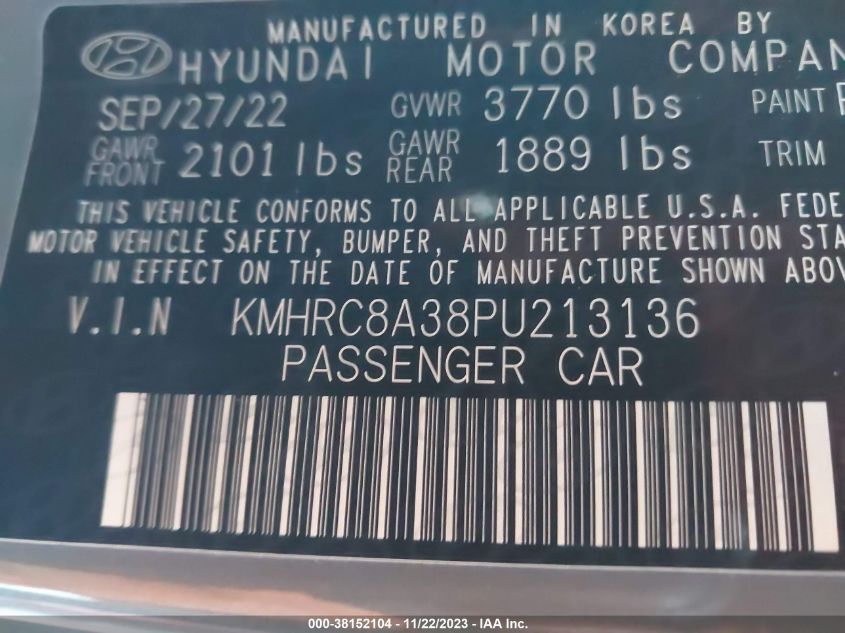 MANUFACTURED IN KOREA BY
HYUNDAI MOTOR COMPAN
SEP/27/22 GVWR 3770 lbs PAINT
GAWR FRONT 2101 lbs GAWR REAR 1889 lbs TRIM
THIS VEHICLE CONFORMS TO ALL APPLICABLE U.S.A. FEDE
MOTOR VEHICLE SAFETY, BUMPER, AND THEFT PREVENTION STA
IN EFFECT ON THE DATE OF MANUFACTURE SHOWN ABOV
V.I.N KMHRC8A38PU213136
PASSENGER CAR
000-38152104 - 11/22/2023 - IAA Inc.